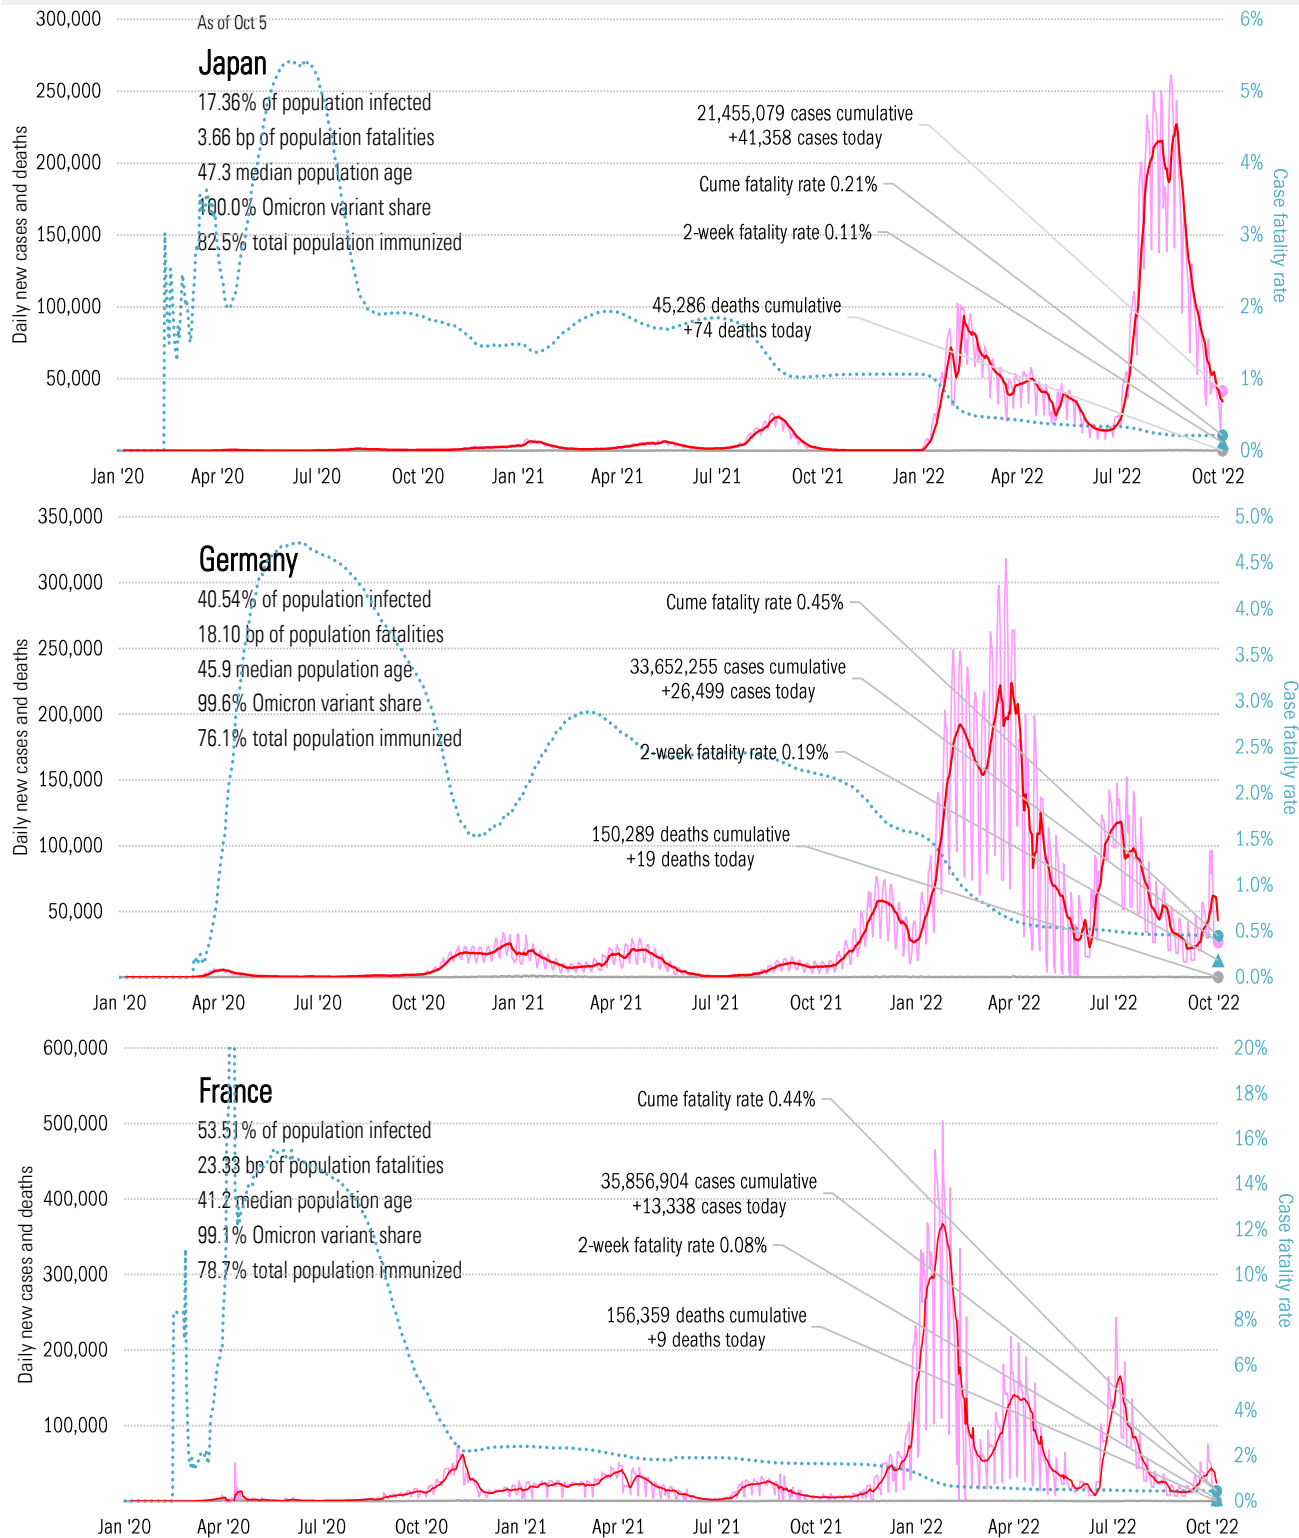 As of Oct 5
Japan
17.36% of population infected
3.66 bp of population fatalities
47.3 median population age
100.0% Omicron variant share
82.5% total population immunized
21,455,079 cases cumulative
+41,358 cases today
Cume fatality rate 0.21%
2-week fatality rate 0.11%
45,286 deaths cumulative
+74 deaths today
Daily new cases and deaths
300,000
250,000
200,000
150,000
100,000
50,000
6%
5%
4%
3%
2%
1%
0%
Case fatality rate
Jan '20 Apr '20 Jul '20 Oct '20 Jan '21 Apr '21 Jul '21 Oct '21 Jan '22 Apr '22 Jul '22 Oct '22
Germany
40.54% of population infected
18.10 bp of population fatalities
45.9 median population age
99.6% Omicron variant share
76.1% total population immunized
Cume fatality rate 0.45%
33,652,255 cases cumulative
+26,499 cases today
2-week fatality rate 0.19%
150,289 deaths cumulative
+19 deaths today
Daily new cases and deaths
350,000
300,000
250,000
200,000
150,000
100,000
50,000
5.0%
4.5%
4.0%
3.5%
3.0%
2.5%
2.0%
1.5%
1.0%
0.5%
0.0%
Case fatality rate
Jan '20 Apr '20 Jul '20 Oct '20 Jan '21 Apr '21 Jul '21 Oct '21 Jan '22 Apr '22 Jul '22 Oct '22
France
53.51% of population infected
23.33 bp of population fatalities
41.2 median population age
99.1% Omicron variant share
78.7% total population immunized
Cume fatality rate 0.44%
35,856,904 cases cumulative
+13,338 cases today
2-week fatality rate 0.08%
156,359 deaths cumulative
+9 deaths today
Daily new cases and deaths
600,000
500,000
400,000
300,000
200,000
100,000
20%
18%
16%
14%
12%
10%
8%
6%
4%
2%
0%
Case fatality rate
Jan '20 Apr '20 Jul '20 Oct '20 Jan '21 Apr '21 Jul '21 Oct '21 Jan '22 Apr '22 Jul '22 Oct '22